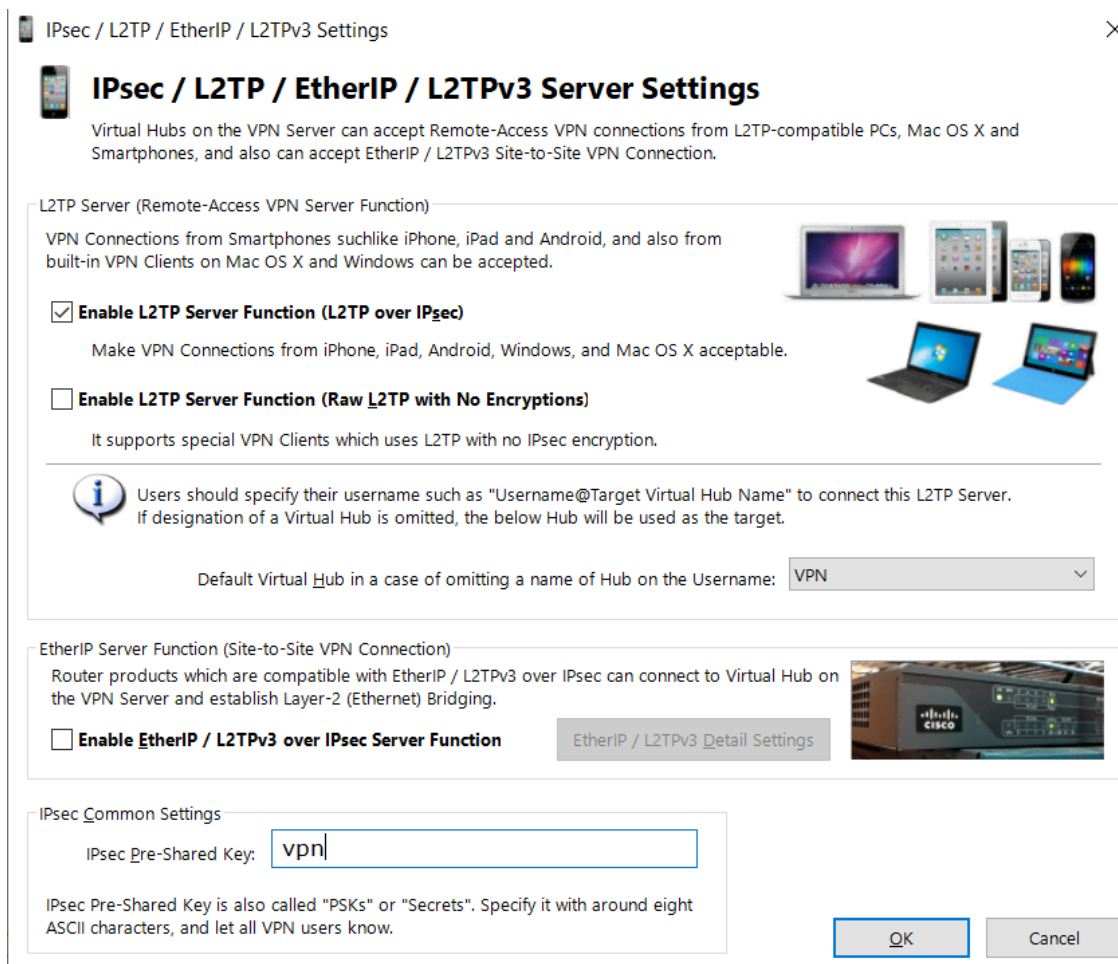 IPsec / L2TP / EtherIP / L2TPv3 Settings
IPsec / L2TP / EtherIP / L2TPv3 Server Settings
Virtual Hubs on the VPN Server can accept Remote-Access VPN connections from L2TP-compatible PCs, Mac OS X and
Smartphones, and also can accept EtherIP / L2TPv3 Site-to-Site VPN Connection.
L2TP Server (Remote-Access VPN Server Function)
VPN Connections from Smartphones suchlike iPhone, iPad and Android, and also from
built-in VPN Clients on Mac OS X and Windows can be accepted.
Enable L2TP Server Function (L2TP over IPsec)
Make VPN Connections from iPhone, iPad, Android, Windows, and Mac OS X acceptable.
Enable L2TP Server Function (Raw L2TP with No Encryptions)
It supports special VPN Clients which uses L2TP with no IPsec encryption.
Users should specify their username such as "Username@Target Virtual Hub Name" to connect this L2TP Server.
If designation of a Virtual Hub is omitted, the below Hub will be used as the target.
Default Virtual Hub in a case of omitting a name of Hub on the Username: VPN
EtherIP Server Function (Site-to-Site VPN Connection)
Router products which are compatible with EtherIP / L2TPv3 over IPsec can connect to Virtual Hub on
the VPN Server and establish Layer-2 (Ethernet) Bridging.
CISCO
Enable EtherIP / L2TPv3 over IPsec Server Function EtherIP / L2TPv3 Detail Settings
IPsec Common Settings
IPsec Pre-Shared Key: vpn
IPsec Pre-Shared Key is also called "PSKs" or "Secrets". Specify it with around eight
ASCII characters, and let all VPN users know.
OK Cancel